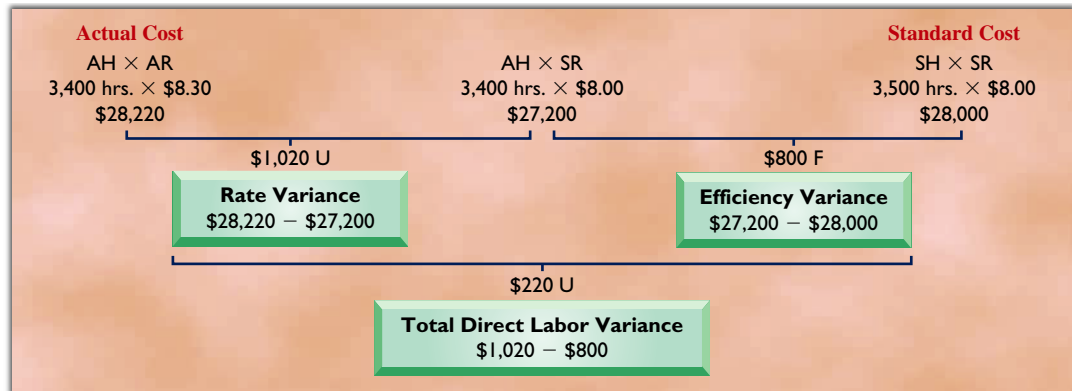 Actual Cost
AH × AR
3,400 hrs. × $8.30
$28,220
AH × SR
3,400 hrs. × $8.00
$27,200
Standard Cost
SH × SR
3,500 hrs. × $8.00
$28,000
$1,020 U
Rate Variance
$28,220 − $27,200
$800 F
Efficiency Variance
$27,200 − $28,000
$220 U
Total Direct Labor Variance
$1,020 − $800